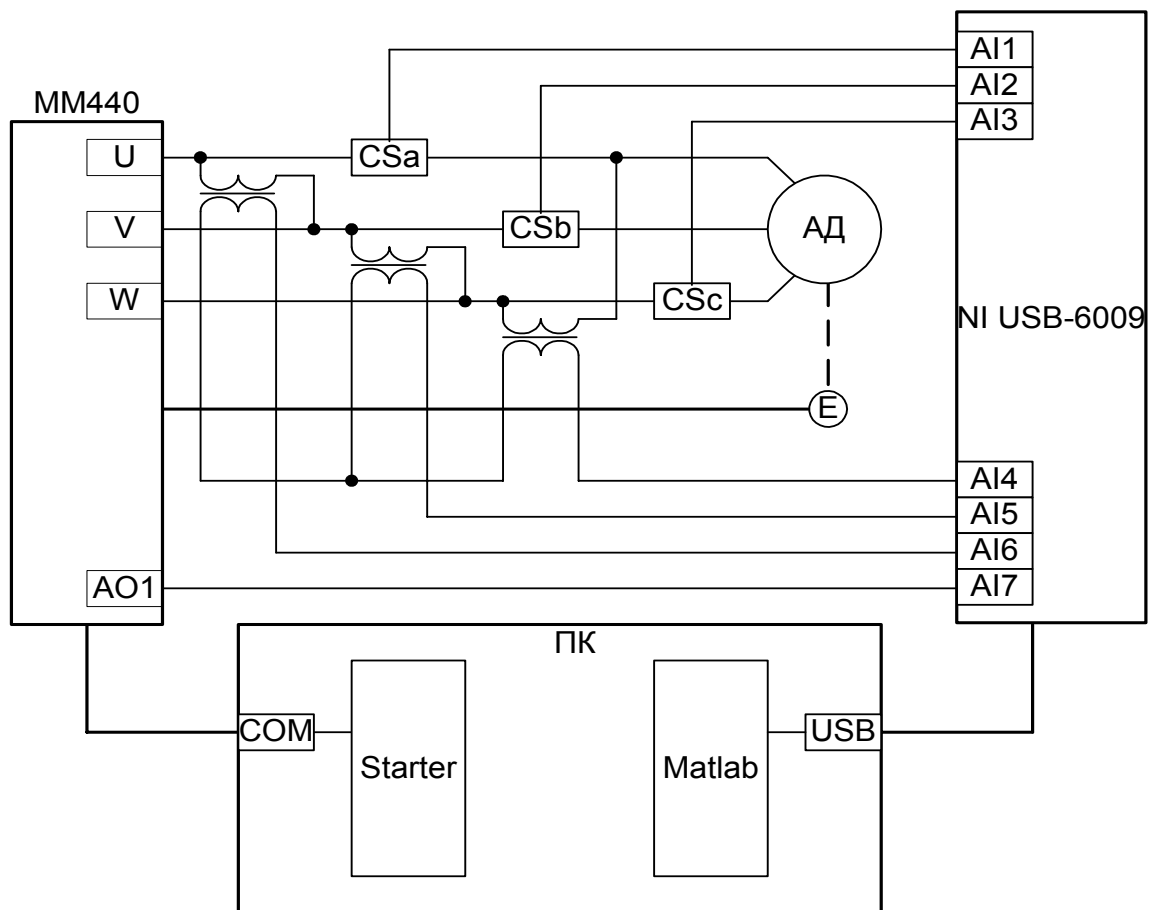 MM440
U
V
W
AO1
CSa
CSb
CSc
АД
E
AI1
AI2
AI3
NI USB-6009
AI4
AI5
AI6
AI7
ПК
COM
Starter
Matlab
USB